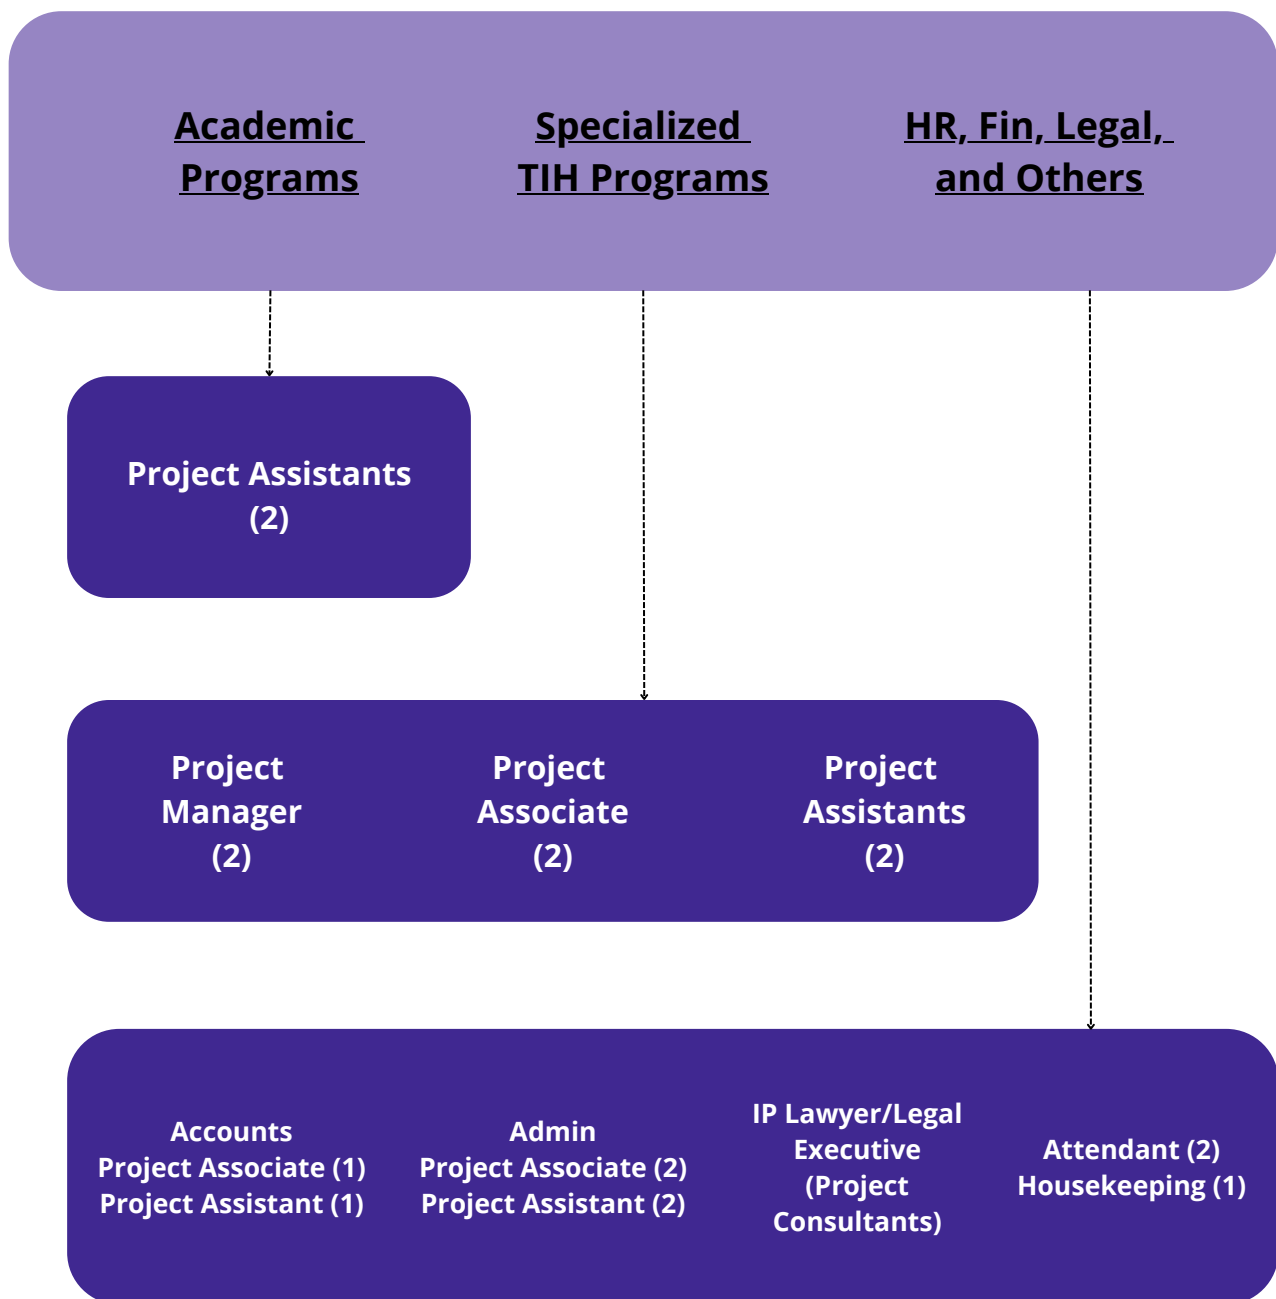 Academic
Programs
Specialized
TIH Programs
HR, Fin, Legal,
and Others
Project Assistants
(2)
Project
Manager
(2)
Project
Associate
(2)
Project
Assistants
(2)
Accounts
Project Associate (1)
Project Assistant (1)
Admin
Project Associate (2)
Project Assistant (2)
IP Lawyer/Legal
Executive
(Project
Consultants)
Attendant (2)
Housekeeping (1)